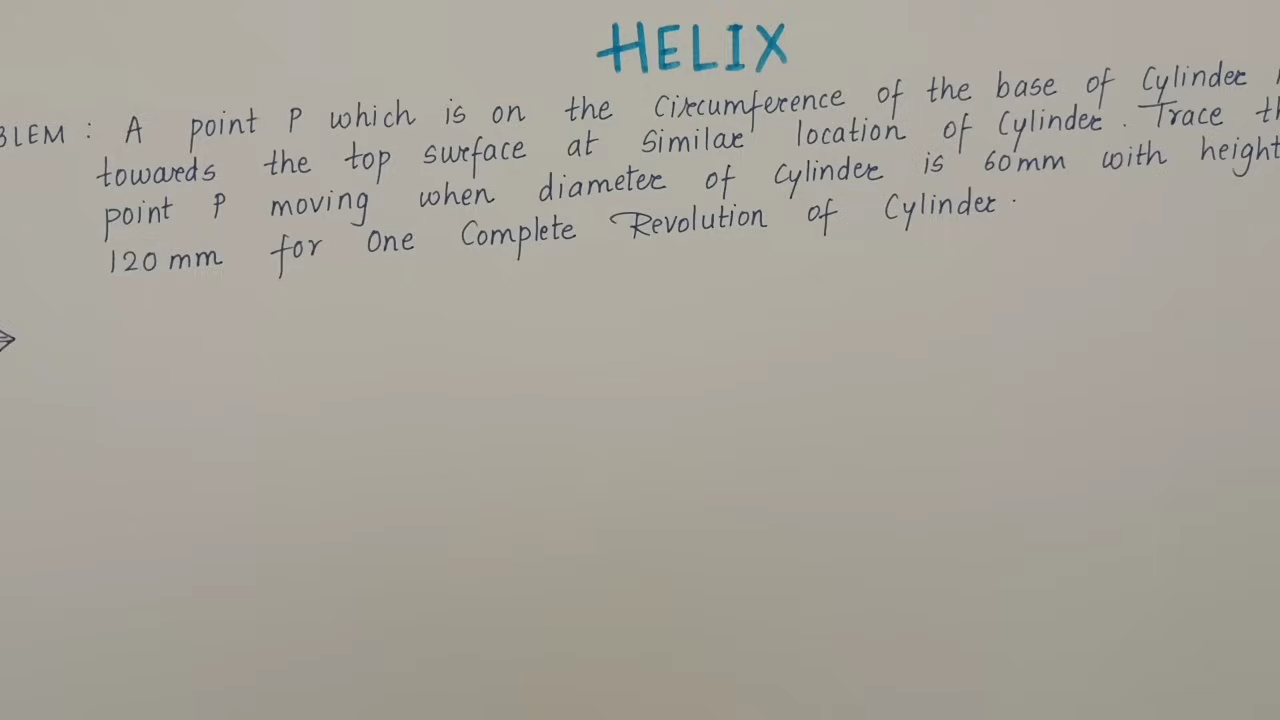 HELIX
BLEM : A point P which is on the Circumference of the base of Cylinder
towards the top surface at similar location of Cylinder. Trace th
point P moving when diameter of Cylinder is 60mm with height
120 mm for One Complete Revolution of Cylinder.